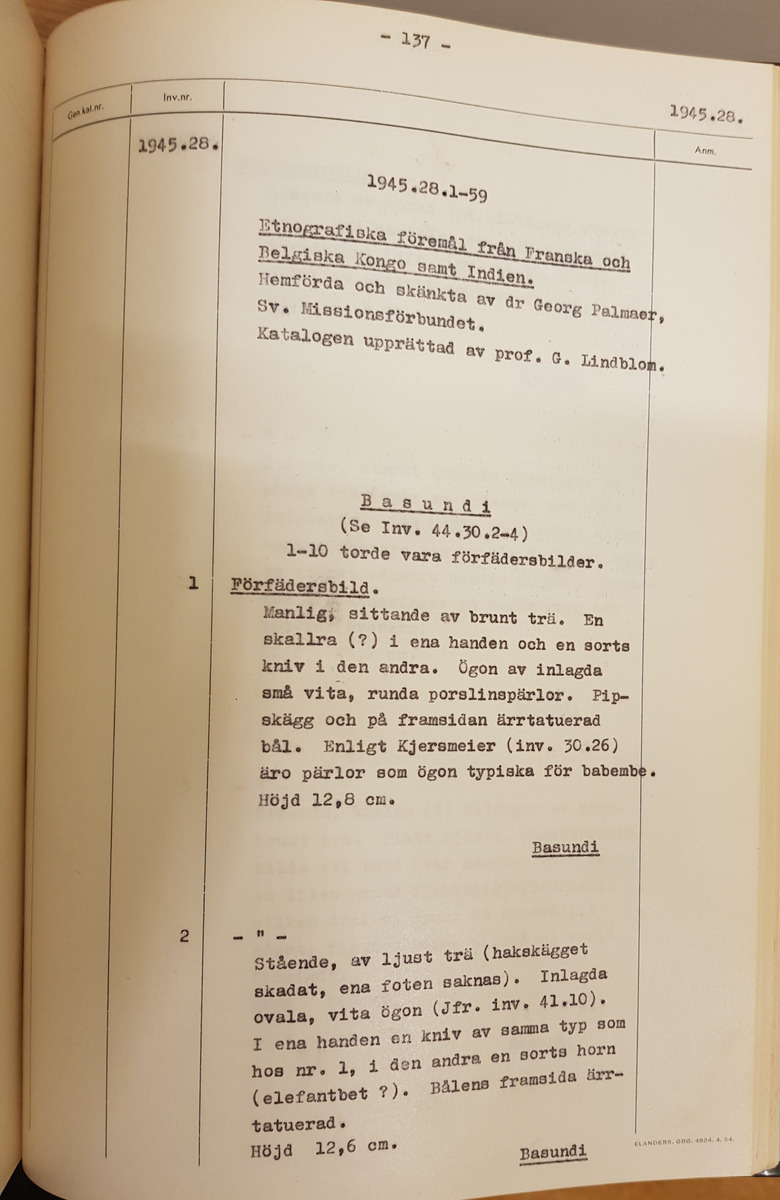 - 137 -
1945.28.
Gen.kat.nr.
Inv.nr.
Anm.
1945.28.
1945.28.1-59
Etnografiska föremål från Franska och
Belgiska Kongo samt Indien.
Hemförda och skänkta av dr Georg Palmaer,
Sv. Missionsförbundet.
Katalogen upprättad av prof. G. Lindblom.
Basundi
(Se Inv. 44.30.2-4)
1-10 torde vara förfädersbilder.
1 Förfädersbild.
Manlig, sittande av brunt trä. En
skallra (?) i ena handen och en sorts
kniv i den andra. Ögon av inlagda
små vita, runda porslinspärlor. Pip-
skägg och på framsidan ärrtatuerad
bål. Enligt Kjersmeier (inv. 30.26)
äro pärlor som ögon typiska för babembe.
Höjd 12,8 cm.
Basundi
2 - " -
Stående, av ljust trä (hakskägget
skadat, ena foten saknas). Inlagda
ovala, vita ögon (Jfr. inv. 41.10).
I ena handen en kniv av samma typ som
hos nr. 1, i den andra en sorts horn
(elefantbet ?). Bålens framsida ärr-
tatuerad.
Höjd 12,6 cm.
Basundi
ELANDERS, GBG. 4924. 4. 64.